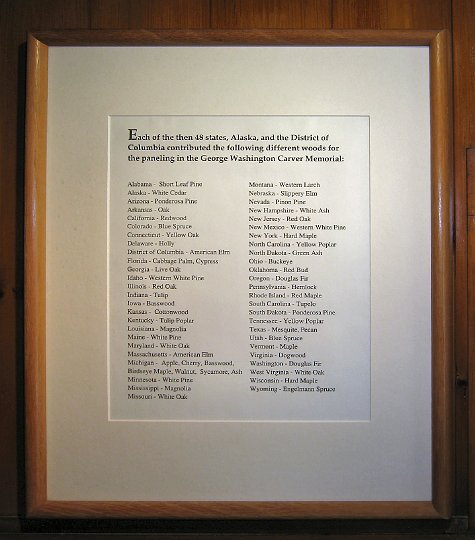 Each of the then 48 states, Alaska, and the District of
Columbia contributed the following different woods for
the paneling in the George Washington Carver Memorial:
Alabama - Short Leaf Pine
Alaska - White Cedar
Arizona - Ponderosa Pine
Arkansas - Oak
California - Redwood
Colorado - Blue Spruce
Connecticut - Yellow Oak
Delaware - Holly
District of Columbia - American Elm
Florida - Cabbage Palm, Cypress
Georgia - Live Oak
Idaho - Western White Pine
Illinois - Red Oak
Indiana - Tulip
Iowa - Basswood
Kansas - Cottonwood
Kentucky - Tulip Poplar
Louisiana - Magnolia
Maine - White Pine
Maryland - White Oak
Massachusetts - American Elm
Michigan - Apple, Cherry, Basswood,
Birdseye Maple, Walnut, Sycamore, Ash
Minnesota - White Pine
Mississippi - Magnolia
Missouri - White Oak
Montana - Western Larch
Nebraska - Slippery Elm
Nevada - Pinon Pine
New Hampshire - White Ash
New Jersey - Red Oak
New Mexico - Western White Pine
New York - Hard Maple
North Carolina - Yellow Poplar
North Dakota - Green Ash
Ohio - Buckeye
Oklahoma - Red Bud
Oregon - Douglas Fir
Pennsylvania - Hemlock
Rhode Island - Red Maple
South Carolina - Tupelo
South Dakota - Ponderosa Pine
Tennessee - Yellow Poplar
Texas - Mesquite, Pecan
Utah - Blue Spruce
Vermont - Maple
Virginia - Dogwood
Washington - Douglas Fir
West Virginia - White Oak
Wisconsin - Hard Maple
Wyoming - Engelmann Spruce